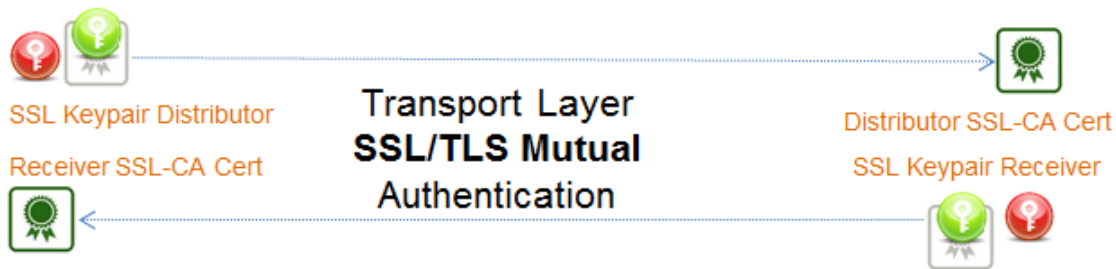 SSL Keypair Distributor
Receiver SSL-CA Cert
Transport Layer
SSL/TLS Mutual
Authentication
Distributor SSL-CA Cert
SSL Keypair Receiver